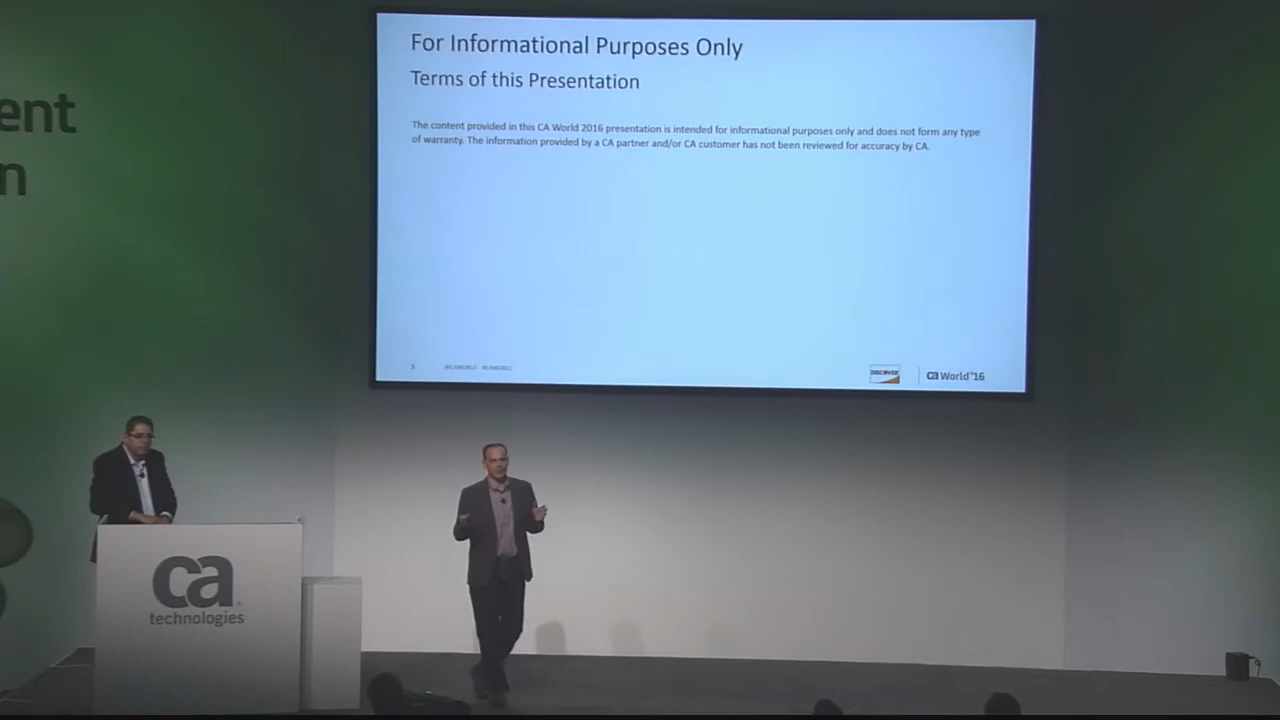 ent
n
For Informational Purposes Only
Terms of this Presentation
The content provided in this CA World 2016 presentation is intended for informational purposes only and does not form any type
of warranty. The information provided by a CA partner and/or CA customer has not been reviewed for accuracy by CA.
3 #CAWORLD
DISCOVER
ca World '16
ca
technologies